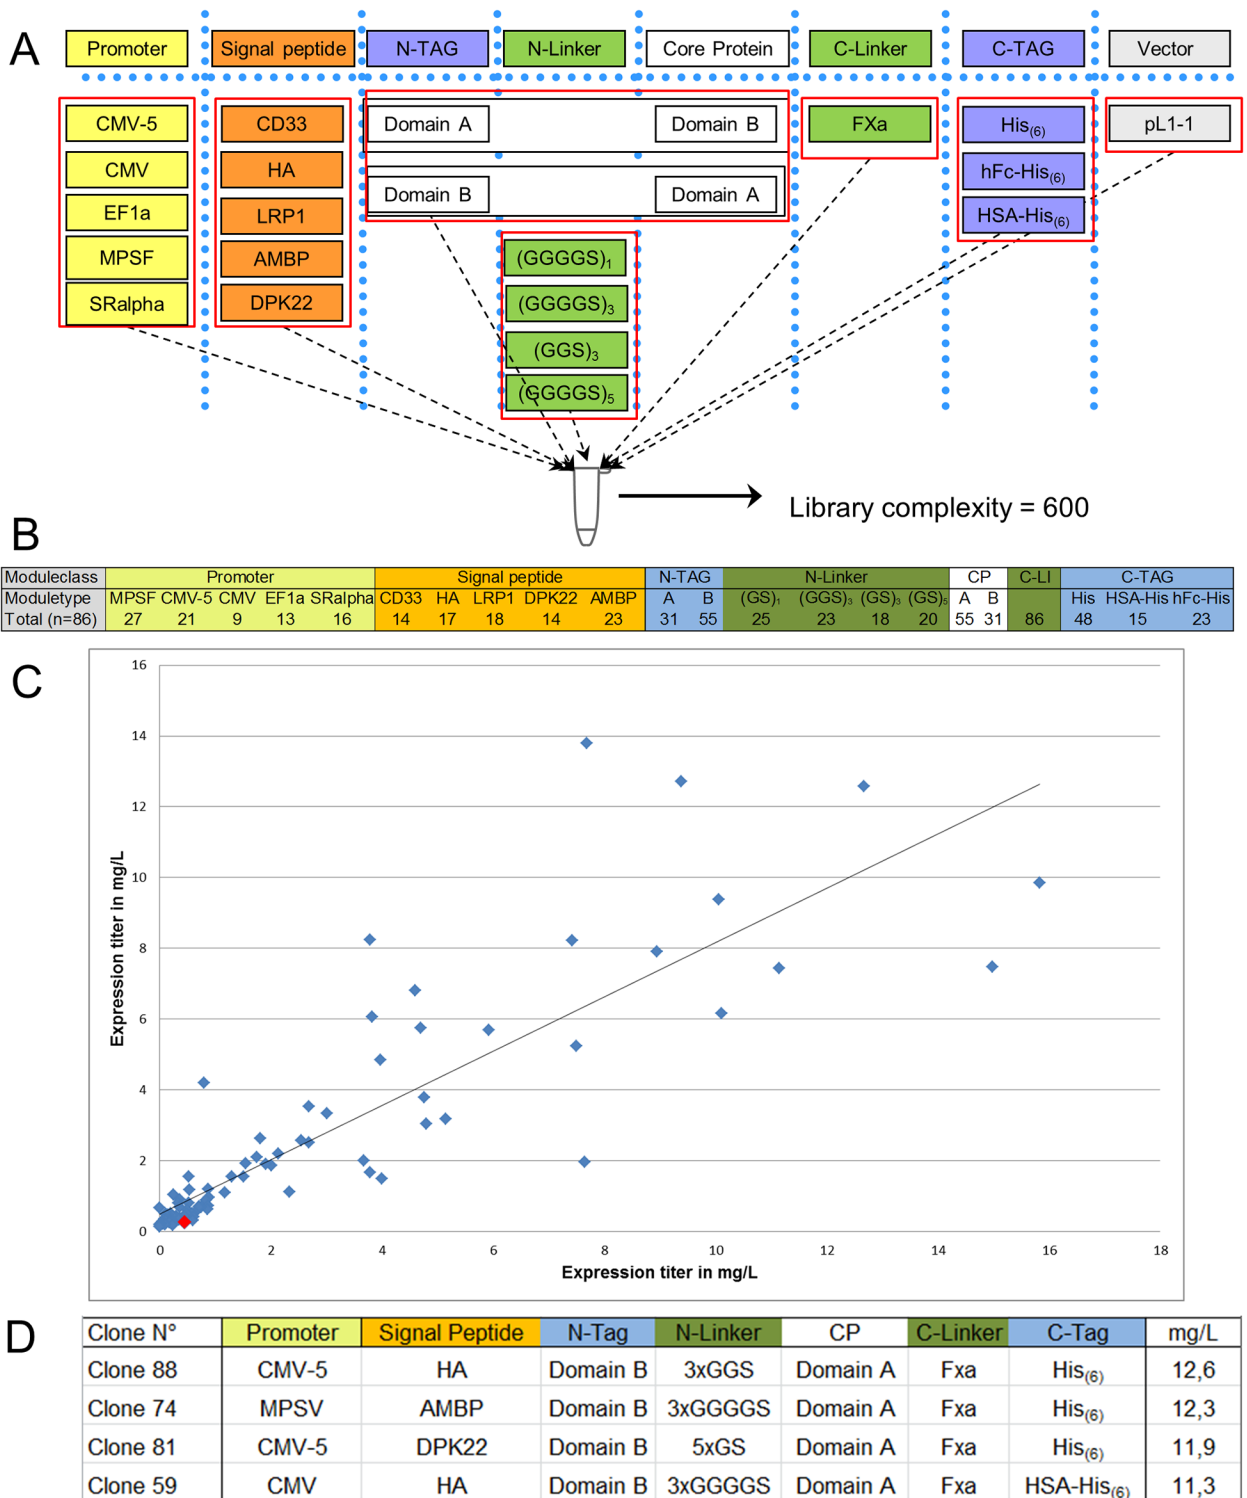 A
Promoter Signal peptide N-TAG N-Linker Core Protein C-Linker C-TAG Vector
CMV-5 CD33 Domain A Domain B FXa His(6) pL1-1
CMV HA hFc-His(6)
EF1a LRP1 Domain B Domain A HSA-His(6)
MPSF AMBP (GGGGS)1
SRalpha DPK22 (GGGGS)3
(GGS)3
(GGGGS)5
Library complexity = 600
B
Moduleclass Promoter Signal peptide N-TAG N-Linker CP C-LI C-TAG
Moduletype MPSF CMV-5 CMV EF1a SRalpha CD33 HA LRP1 DPK22 AMBP A B (GS)1 (GGS)3 (GS)3 (GS)5 A B His HSA-His hFc-His
Total (n=86) 27 21 9 13 16 14 17 18 14 23 31 55 25 23 18 20 55 31 86 48 15 23
C
16
14
12
10
8
6
4
2
0
Expression titer in mg/L
0 2 4 6 8 10 12 14 16 18
Expression titer in mg/L
D
Clone N° Promoter Signal Peptide N-Tag N-Linker CP C-Linker C-Tag mg/L
Clone 88 CMV-5 HA Domain B 3xGGS Domain A Fxa His(6) 12,6
Clone 74 MPSV AMBP Domain B 3xGGGGS Domain A Fxa His(6) 12,3
Clone 81 CMV-5 DPK22 Domain B 5xGS Domain A Fxa His(6) 11,9
Clone 59 CMV HA Domain B 3xGGGGS Domain A Fxa HSA-His(6) 11,3